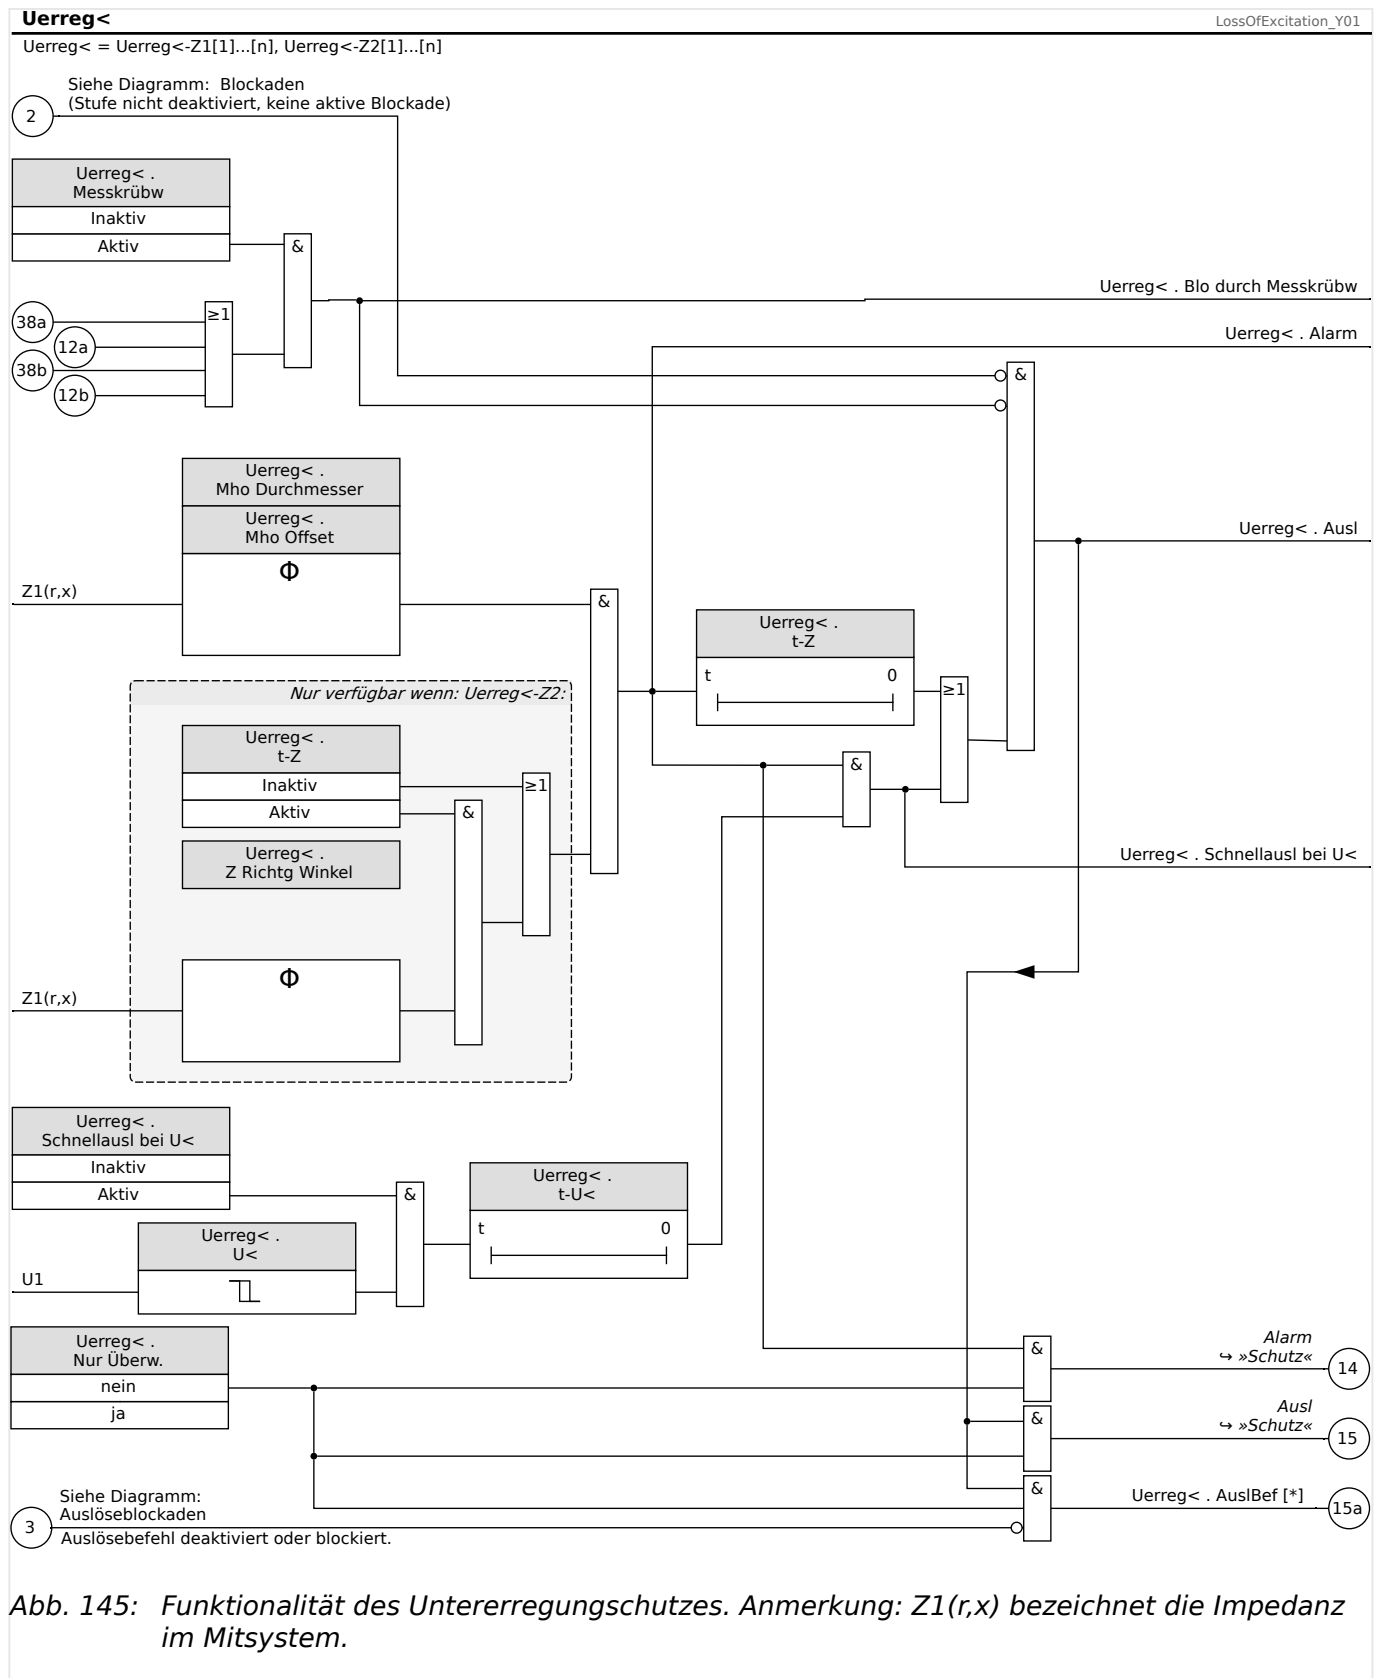 Uerreg<
LossOfExcitation_Y01
Uerreg< = Uerreg<-Z1[1]...[n], Uerreg<-Z2[1]...[n]
Siehe Diagramm:  Blockaden
(Stufe nicht deaktiviert, keine aktive Blockade)
2
Uerreg< .
Messkrübw
Inaktiv
Aktiv
&
Uerreg< . Blo durch Messkrübw
38a
12a
38b
12b
≥1
Uerreg< . Alarm
&
Uerreg< .
Mho Durchmesser
Uerreg< .
Mho Offset
Φ
Z1(r,x)
&
Uerreg< . Ausl
Uerreg< .
t-Z
t 0
≥1
Nur verfügbar wenn: Uerreg<-Z2:
Uerreg< .
t-Z
Inaktiv
Aktiv
≥1
&
&
Uerreg< .
Z Richtg Winkel
Uerreg< . Schnellausl bei U<
Φ
Z1(r,x)
Uerreg< .
Schnellausl bei U<
Inaktiv
Aktiv
&
Uerreg< .
t-U<
t 0
Uerreg< .
U<
U1
Uerreg< .
Nur Überw.
nein
ja
&
Alarm
↪ »Schutz«
14
&
Ausl
↪ »Schutz«
15
&
Uerreg< . AuslBef [*]
15a
Siehe Diagramm:
Auslöseblockaden
3
Auslösebefehl deaktiviert oder blockiert.
Abb. 145: Funktionalität des Untererregungschutzes. Anmerkung: Z1(r,x) bezeichnet die Impedanz
im Mitsystem.